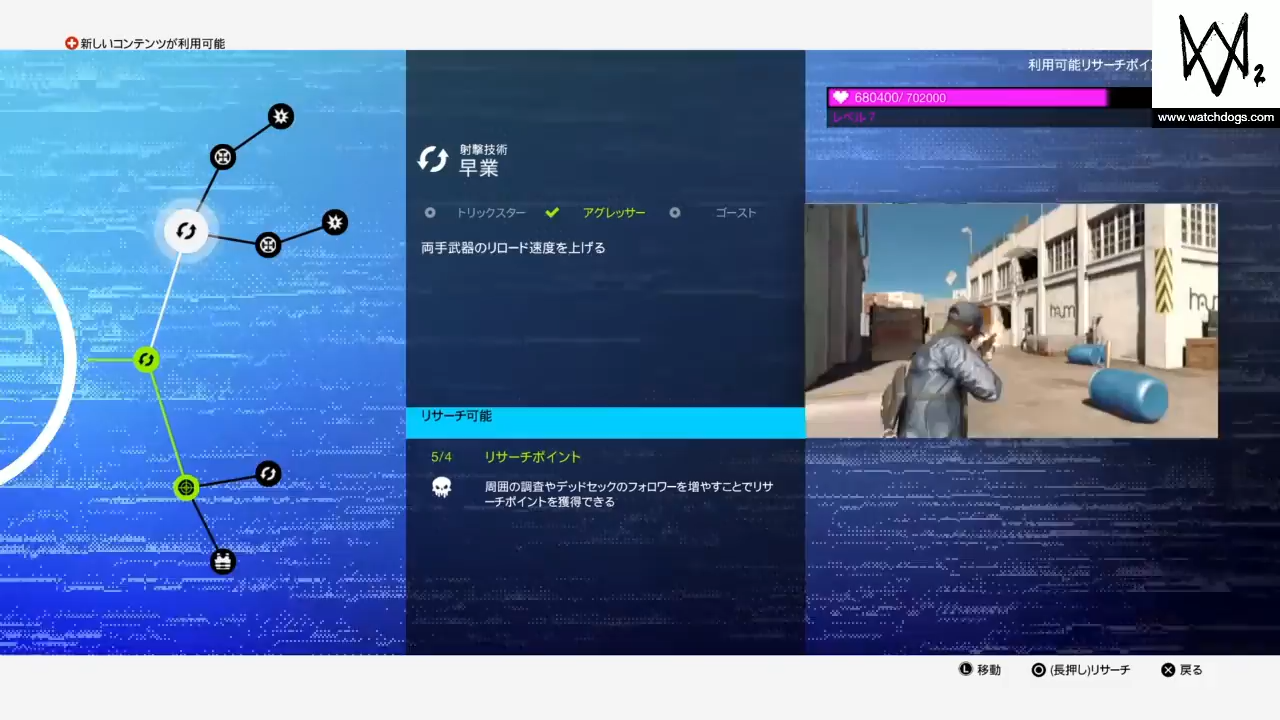 新しいコンテンツが利用可能
利用可能リサーチポイ
2
www.watchdogs.com
680400/702000
レベル 7
射撃技術
早業
トリックスター アグレッサー ゴースト
両手武器のリロード速度を上げる
リサーチ可能
5/4 リサーチポイント
周囲の調査やデッドセックのフォロワーを増やすことでリサ
ーチポイントを獲得できる
L 移動 (長押し)リサーチ 戻る